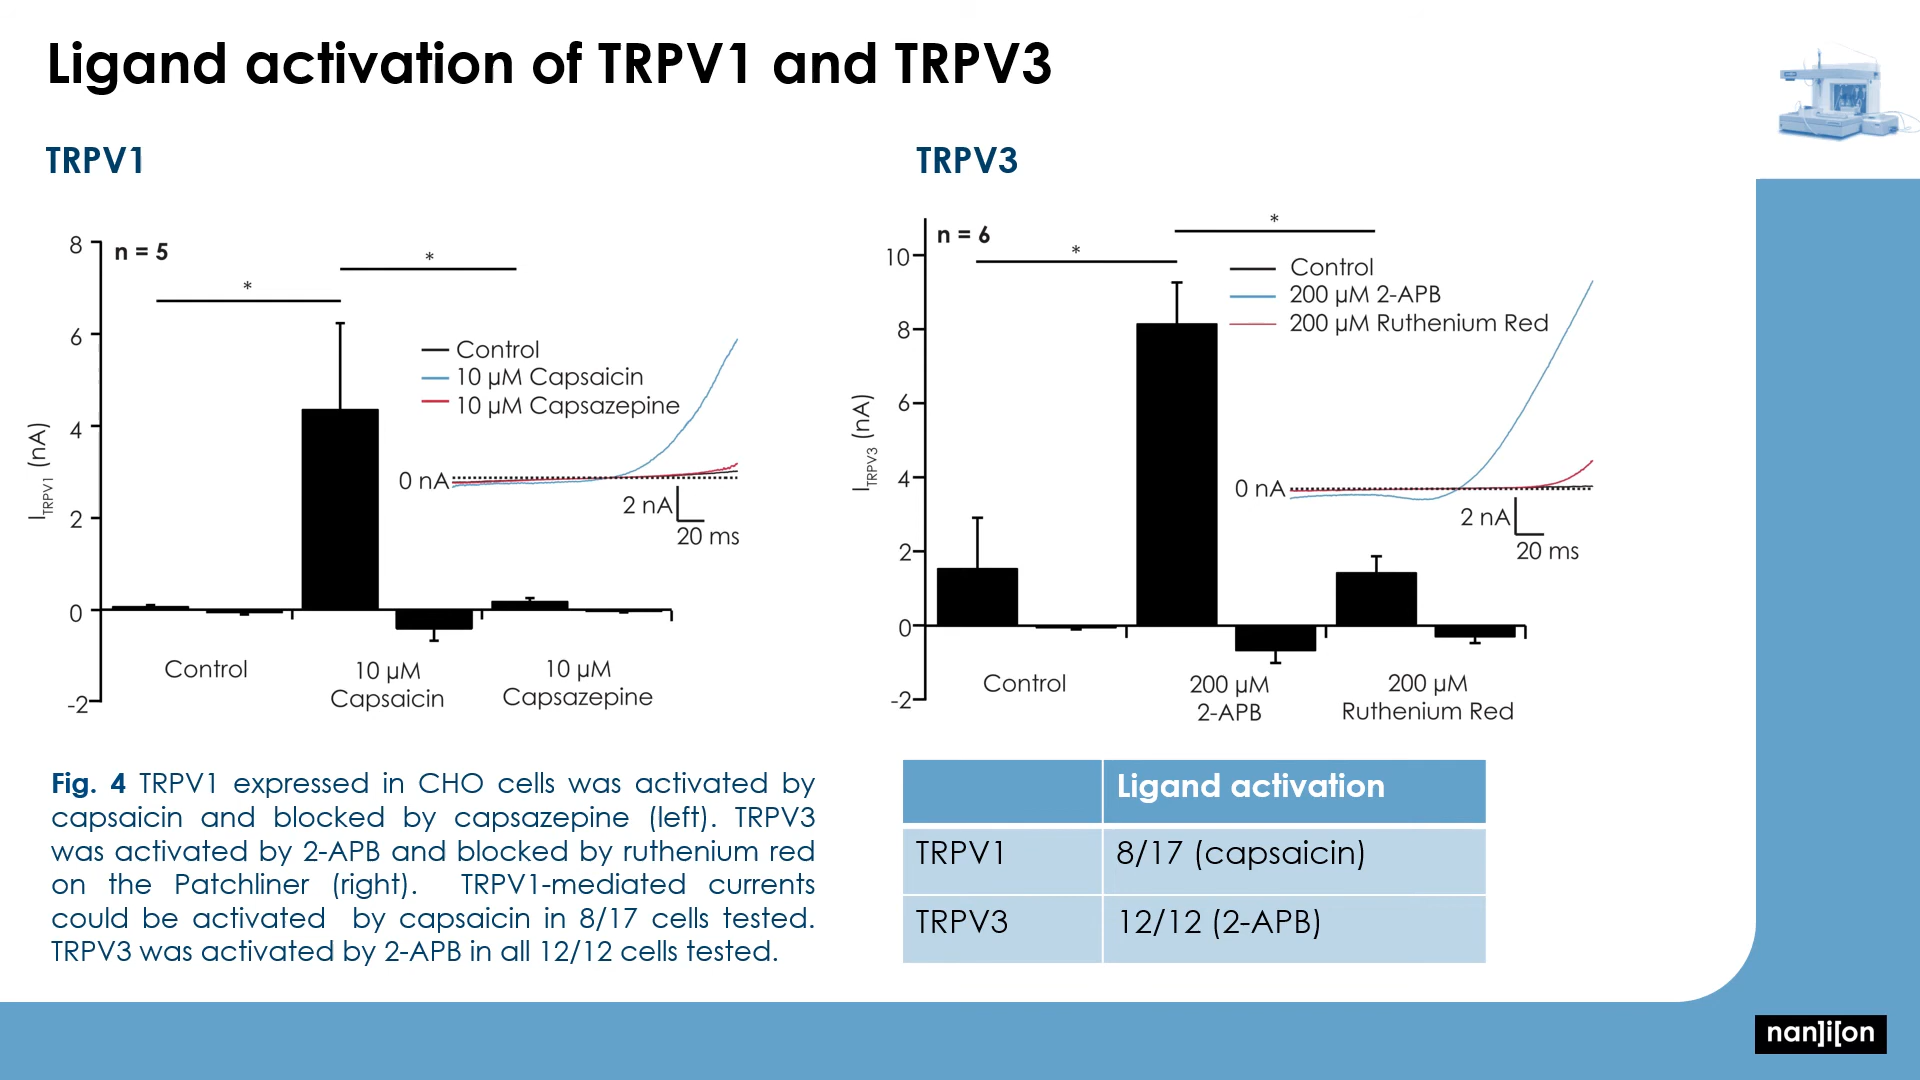 Ligand activation of TRPV1 and TRPV3
TRPV1
n = 5
*
*
8
6
4
2
0
-2
I TRPV1 (nA)
Control
10 µM Capsaicin
10 µM Capsazepine
0 nA
2 nA
20 ms
Control
10 µM
Capsaicin
10 µM
Capsazepine
TRPV3
n = 6
*
*
10
8
6
4
2
0
-2
I TRPV3 (nA)
Control
200 µM 2-APB
200 µM Ruthenium Red
0 nA
2 nA
20 ms
Control
200 µM
2-APB
200 µM
Ruthenium Red
Fig. 4 TRPV1 expressed in CHO cells was activated by
capsaicin and blocked by capsazepine (left). TRPV3
was activated by 2-APB and blocked by ruthenium red
on the Patchliner (right). TRPV1-mediated currents
could be activated by capsaicin in 8/17 cells tested.
TRPV3 was activated by 2-APB in all 12/12 cells tested.
Ligand activation
TRPV1 8/17 (capsaicin)
TRPV3 12/12 (2-APB)
nan]i[on